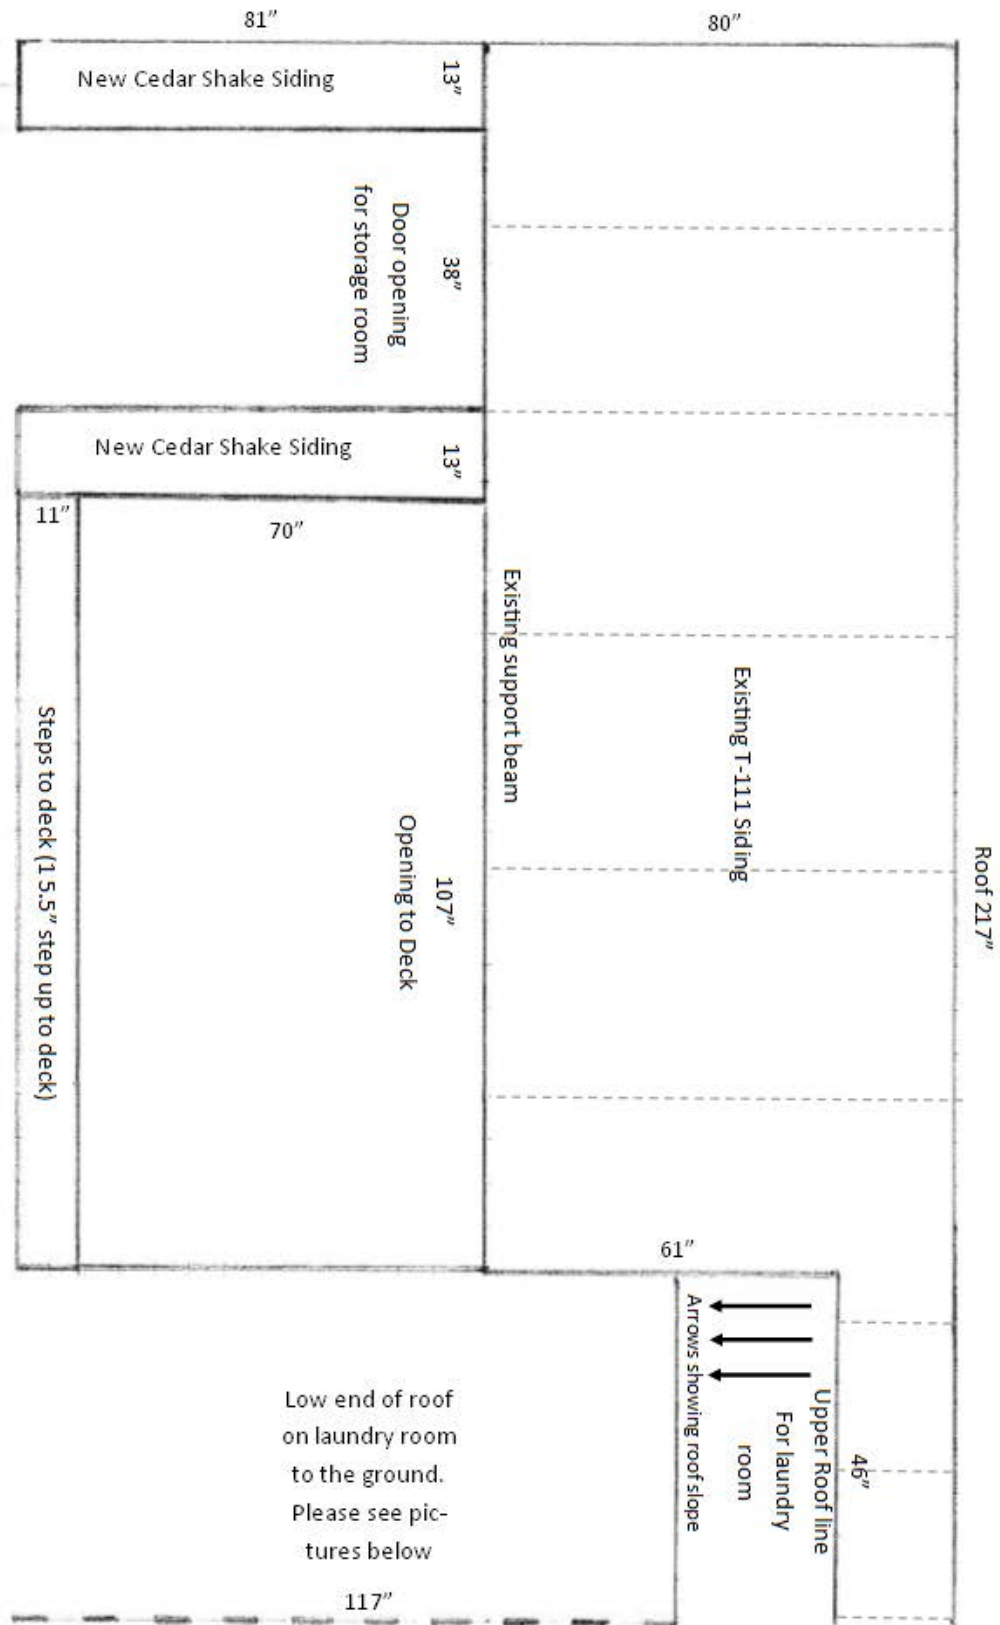 81”
80”
New Cedar Shake Siding
13”
Door opening
for storage room
38”
New Cedar Shake Siding
13”
11”
70”
Existing support beam
Existing T-111 Siding
Steps to deck (1 5.5” step up to deck)
107”
Opening to Deck
Roof 217”
61”
Arrows showing roof slope
Upper Roof line
For laundry
room
46”
Low end of roof
on laundry room
to the ground.
Please see pic-
tures below
117”